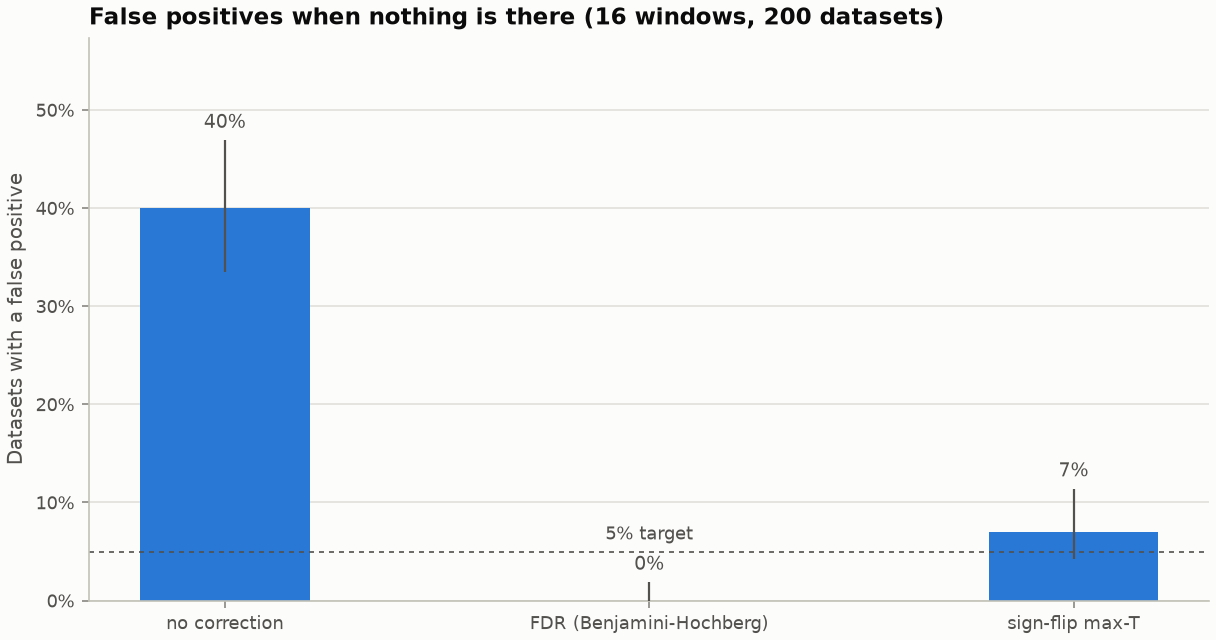 False positives when nothing is there (16 windows, 200 datasets)
Datasets with a false positive
50%
40%
30%
20%
10%
0%
40%
5% target
0%
7%
no correction
FDR (Benjamini-Hochberg)
sign-flip max-T